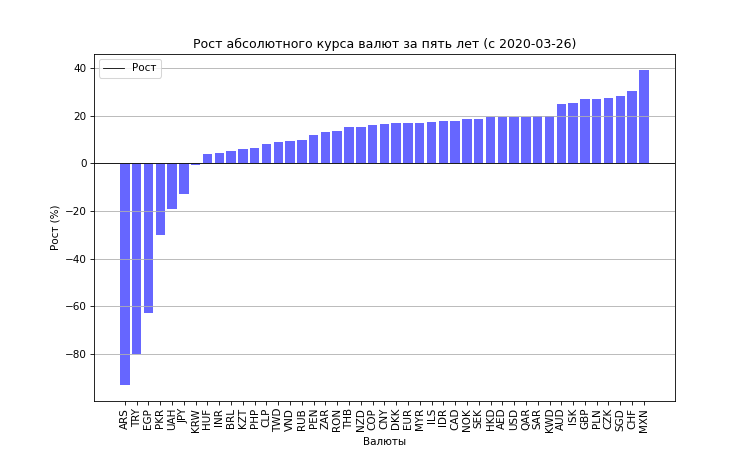 Рост абсолютного курса валют за пять лет (с 2020-03-26)
Рост
40
20
0
−20
−40
−60
−80
Рост (%)
ARS TRY EGP PKR UAH JPY KRW HUF INR BRL KZT PHP CLP TWD VND RUB PEN ZAR RON THB NZD COP CNY DKK EUR MYR ILS IDR CAD NOK SEK HKD AED USD QAR SAR KWD AUD ISK GBP PLN CZK SGD CHF MXN
Валюты